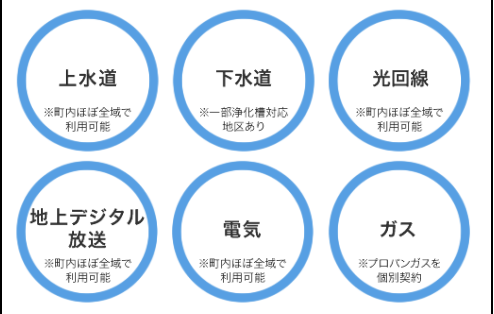 上水道
※町内ほぼ全域で
利用可能
下水道
※一部浄化槽対応
地区あり
光回線
※町内ほぼ全域で
利用可能
地上デジタル
放送
※町内ほぼ全域で
利用可能
電気
※町内ほぼ全域で
利用可能
ガス
※プロパンガスを
個別契約